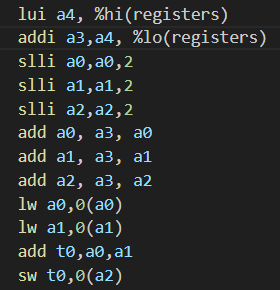 lui a4, %hi(registers)
addi a3,a4, %lo(registers)
slli a0,a0,2
slli a1,a1,2
slli a2,a2,2
add a0, a3, a0
add a1, a3, a1
add a2, a3, a2
lw a0,0(a0)
lw a1,0(a1)
add t0,a0,a1
sw t0,0(a2)